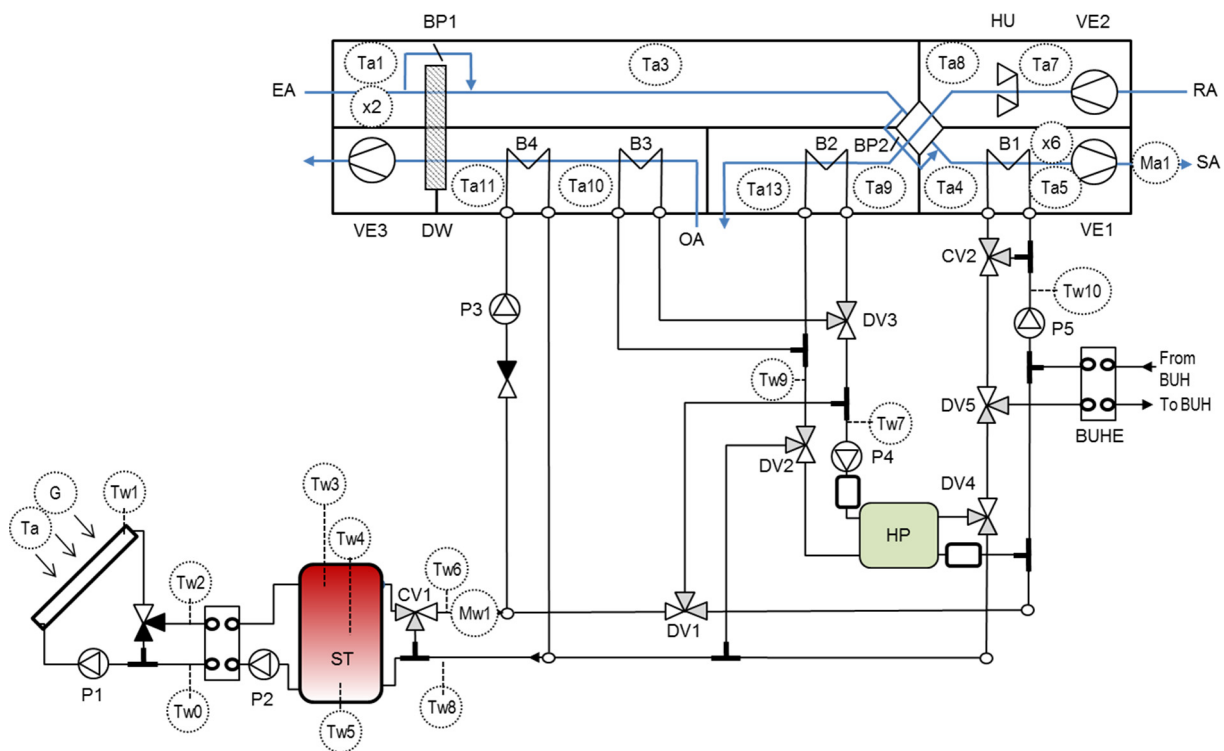 BP1
HU
VE2
Ta1
Ta3
Ta8
Ta7
EA
x2
RA
B4
B3
B2
BP2
B1
x6
Ma1
SA
Ta11
Ta10
Ta13
Ta9
Ta4
Ta5
VE3
DW
OA
VE1
CV2
Tw10
P3
DV3
P5
From
BUH
To BUH
Tw9
Tw7
DV5
BUHE
DV2
P4
DV4
G
Tw1
Tw3
Ta
Tw4
HP
Tw2
CV1
Tw6
Mw1
DV1
ST
P1
P2
Tw0
Tw5
Tw8